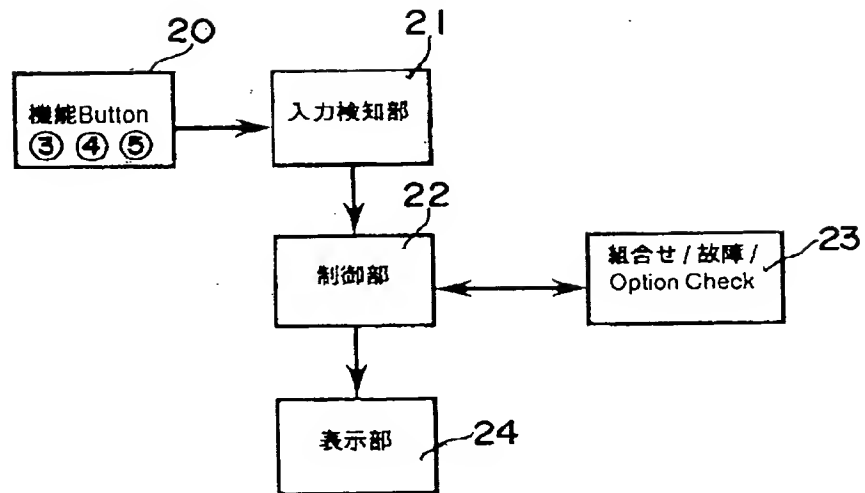 20
機能Button
③ ④ ⑤
21
入力検知部
22
制御部
23
組合せ / 故障 /
Option Check
24
表示部